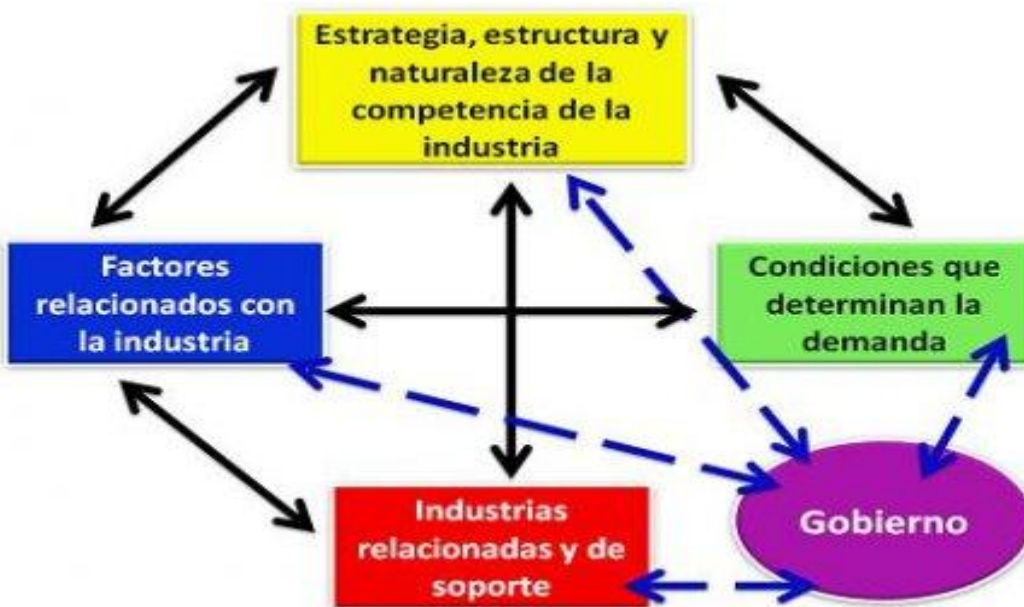 Estrategia, estructura y
naturaleza de la
competencia de la
industria
Factores
relacionados con
la industria
Condiciones que
determinan la
demanda
Industrias
relacionadas y de
soporte
Gobierno